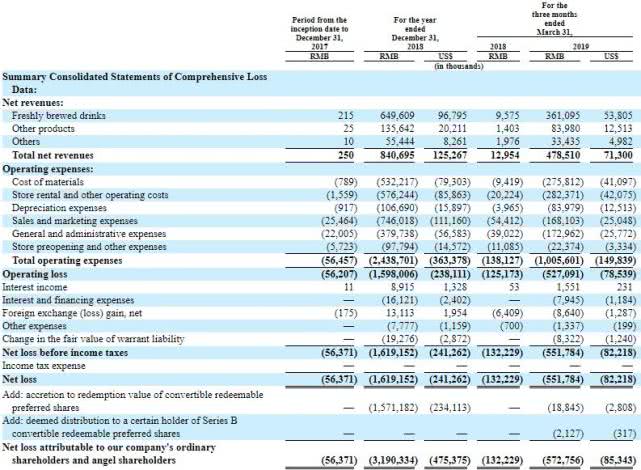 For the
three months
ended
March 31,
Period from the
inception date to
December 31,
2017
For the year
ended
December 31,
2018
2018 2019
RMB RMB US$ RMB RMB US$
(in thousands)
Summary Consolidated Statements of Comprehensive Loss
Data:
Net revenues:
Freshly brewed drinks 215 649,609 96,795 9,575 361,095 53,805
Other products 25 135,642 20,211 1,403 83,980 12,513
Others 10 55,444 8,261 1,976 33,435 4,982
Total net revenues 250 840,695 125,267 12,954 478,510 71,300
Operating expenses:
Cost of materials (789) (532,217) (79,303) (9,419) (275,812) (41,097)
Store rental and other operating costs (1,559) (576,244) (85,863) (20,224) (282,371) (42,075)
Depreciation expenses (917) (106,690) (15,897) (3,965) (83,979) (12,513)
Sales and marketing expenses (25,464) (746,018) (111,160) (54,412) (168,103) (25,048)
General and administrative expenses (22,005) (379,738) (56,583) (39,022) (172,962) (25,772)
Store preopening and other expenses (5,723) (97,794) (14,572) (11,085) (22,374) (3,334)
Total operating expenses (56,457) (2,438,701) (363,378) (138,127) (1,005,601) (149,839)
Operating loss (56,207) (1,598,006) (238,111) (125,173) (527,091) (78,539)
Interest income 11 8,915 1,328 53 1,551 231
Interest and financing expenses — (16,121) (2,402) — (7,945) (1,184)
Foreign exchange (loss) gain, net (175) 13,113 1,954 (6,409) (8,640) (1,287)
Other expenses — (7,777) (1,159) (700) (1,337) (199)
Change in the fair value of warrant liability — (19,276) (2,872) — (8,322) (1,240)
Net loss before income taxes (56,371) (1,619,152) (241,262) (132,229) (551,784) (82,218)
Income tax expense — — — — — —
Net loss (56,371) (1,619,152) (241,262) (132,229) (551,784) (82,218)
Add: accretion to redemption value of convertible redeemable
preferred shares — (1,571,182) (234,113) — (18,845) (2,808)
Add: deemed distribution to a certain holder of Series B
convertible redeemable preferred shares — — — — (2,127) (317)
Net loss attributable to our company's ordinary
shareholders and angel shareholders (56,371) (3,190,334) (475,375) (132,229) (572,756) (85,343)